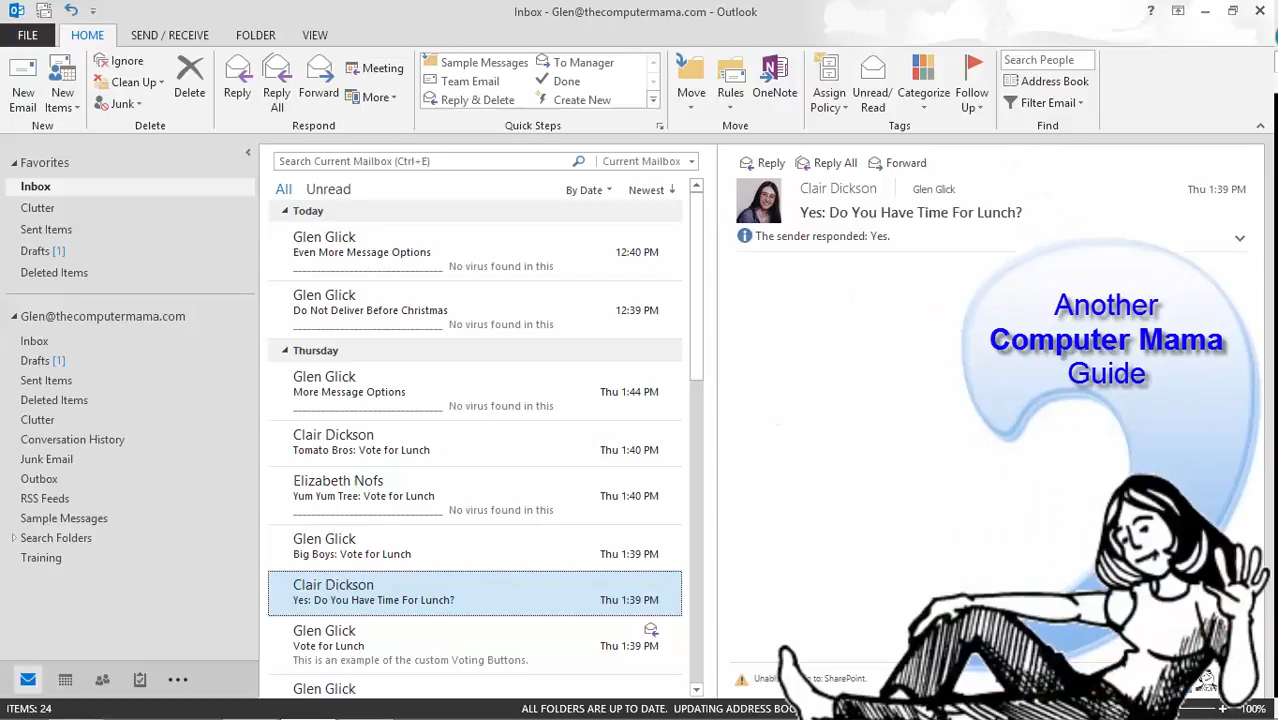 Inbox - Glen@thecomputermama.com - Outlook
FILE
HOME
SEND / RECEIVE
FOLDER
VIEW
New Email
New Items
New
Ignore
Clean Up
Junk
Delete
Delete
Reply
Reply All
Forward
Meeting
More
Respond
Sample Messages
Team Email
Reply & Delete
To Manager
Done
Create New
Quick Steps
Move
Rules
OneNote
Move
Assign Policy
Unread/ Read
Categorize
Follow Up
Tags
Search People
Address Book
Filter Email
Find
Favorites
Inbox
Clutter
Sent Items
Drafts [1]
Deleted Items
Glen@thecomputermama.com
Inbox
Drafts [1]
Sent Items
Deleted Items
Clutter
Conversation History
Junk Email
Outbox
RSS Feeds
Sample Messages
Search Folders
Training
Search Current Mailbox (Ctrl+E)
Current Mailbox
All Unread
By Date Newest
Today
Glen Glick
Even More Message Options 12:40 PM
No virus found in this
Glen Glick
Do Not Deliver Before Christmas 12:39 PM
No virus found in this
Thursday
Glen Glick
More Message Options Thu 1:44 PM
No virus found in this
Clair Dickson
Tomato Bros: Vote for Lunch Thu 1:40 PM
Elizabeth Nofs
Yum Yum Tree: Vote for Lunch Thu 1:40 PM
No virus found in this
Glen Glick
Big Boys: Vote for Lunch Thu 1:39 PM
Clair Dickson
Yes: Do You Have Time For Lunch? Thu 1:39 PM
Glen Glick
Vote for Lunch Thu 1:39 PM
This is an example of the custom Voting Buttons.
Glen Glick
Reply Reply All Forward
Clair Dickson Glen Glick Thu 1:39 PM
Yes: Do You Have Time For Lunch?
The sender responded: Yes.
Another
Computer Mama
Guide
to: SharePoint.
ITEMS: 24
ALL FOLDERS ARE UP TO DATE. UPDATING ADDRESS
100%